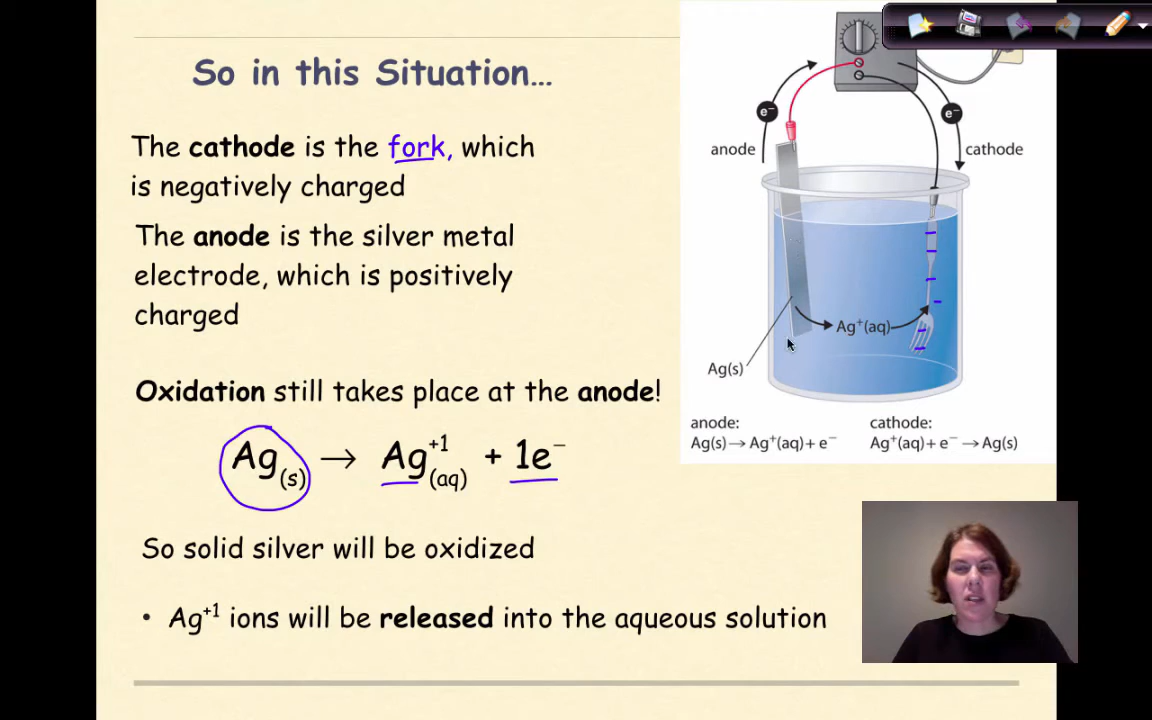 So in this Situation…
The cathode is the fork, which
is negatively charged
The anode is the silver metal
electrode, which is positively
charged
Oxidation still takes place at the anode!
Ag(s) → Ag+1(aq) + 1e–
So solid silver will be oxidized
• Ag+1 ions will be released into the aqueous solution
e–
e–
anode
cathode
Ag+(aq)
Ag(s)
anode:
Ag(s) → Ag+(aq) + e–
cathode:
Ag+(aq) + e– → Ag(s)